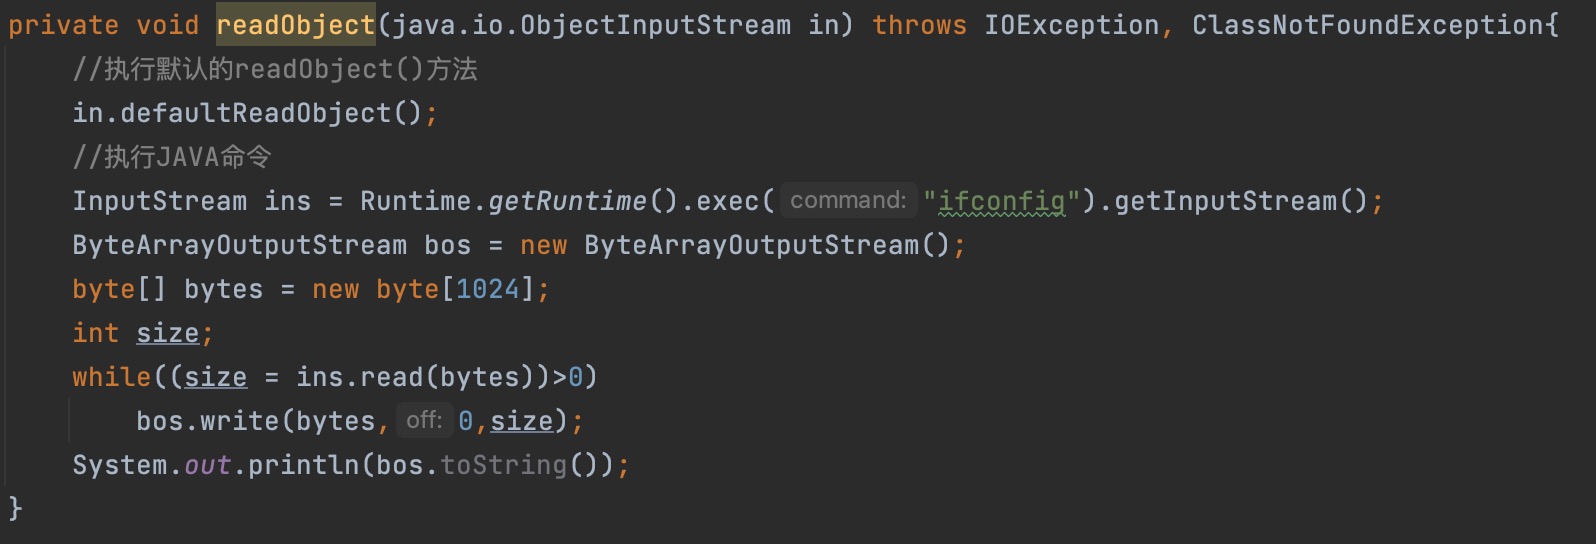 private void readObject(java.io.ObjectInputStream in) throws IOException, ClassNotFoundException{
//执行默认的readObject()方法
in.defaultReadObject();
//执行JAVA命令
InputStream ins = Runtime.getRuntime().exec( command: "ifconfig").getInputStream();
ByteArrayOutputStream bos = new ByteArrayOutputStream();
byte[] bytes = new byte[1024];
int size;
while((size = ins.read(bytes))>0)
bos.write(bytes, off: 0,size);
System.out.println(bos.toString());
}